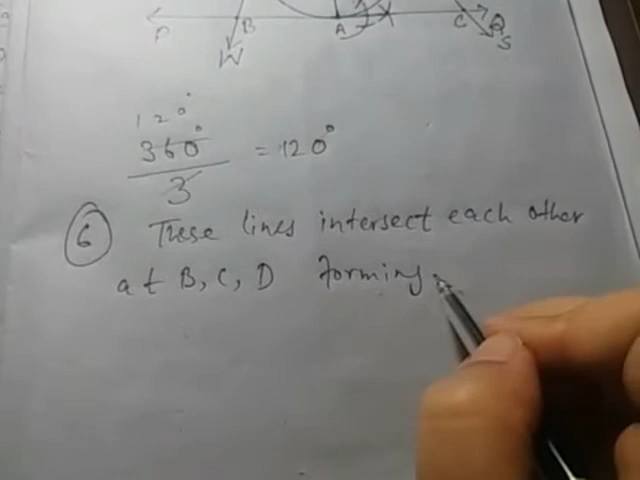 P B A C Q
W S
120°
360°
3 = 120°
6 These lines intersect each other
at B, C, D forming